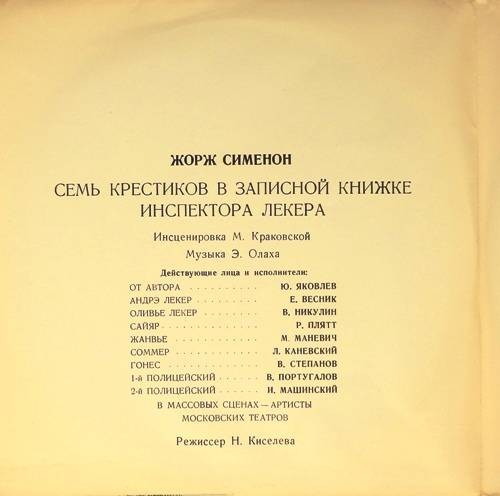 ЖОРЖ СИМЕНОН
СЕМЬ КРЕСТИКОВ В ЗАПИСНОЙ КНИЖКЕ
ИНСПЕКТОРА ЛЕКЕРА
Инсценировка М. Краковской
Музыка Э. Олаха
Действующие лица и исполнители:
ОТ АВТОРА . . . . . . . . . . Ю. ЯКОВЛЕВ
АНДРЭ ЛЕКЕР . . . . . . . . . Е. ВЕСНИК
ОЛИВЬЕ ЛЕКЕР . . . . . . . . . В. НИКУЛИН
САЙЯР . . . . . . . . . . . . Р. ПЛЯТТ
ЖАНВЬЕ . . . . . . . . . . . М. МАНЕВИЧ
СОММЕР . . . . . . . . . . . Л. КАНЕВСКИЙ
ГОНЕС . . . . . . . . . . . . В. СТЕПАНОВ
1-й ПОЛИЦЕЙСКИЙ . . . . . . В. ПОРТУГАЛОВ
2-й ПОЛИЦЕЙСКИЙ . . . . . . И. МАШИНСКИЙ
В МАССОВЫХ СЦЕНАХ — АРТИСТЫ
МОСКОВСКИХ ТЕАТРОВ
Режиссер Н. Киселева